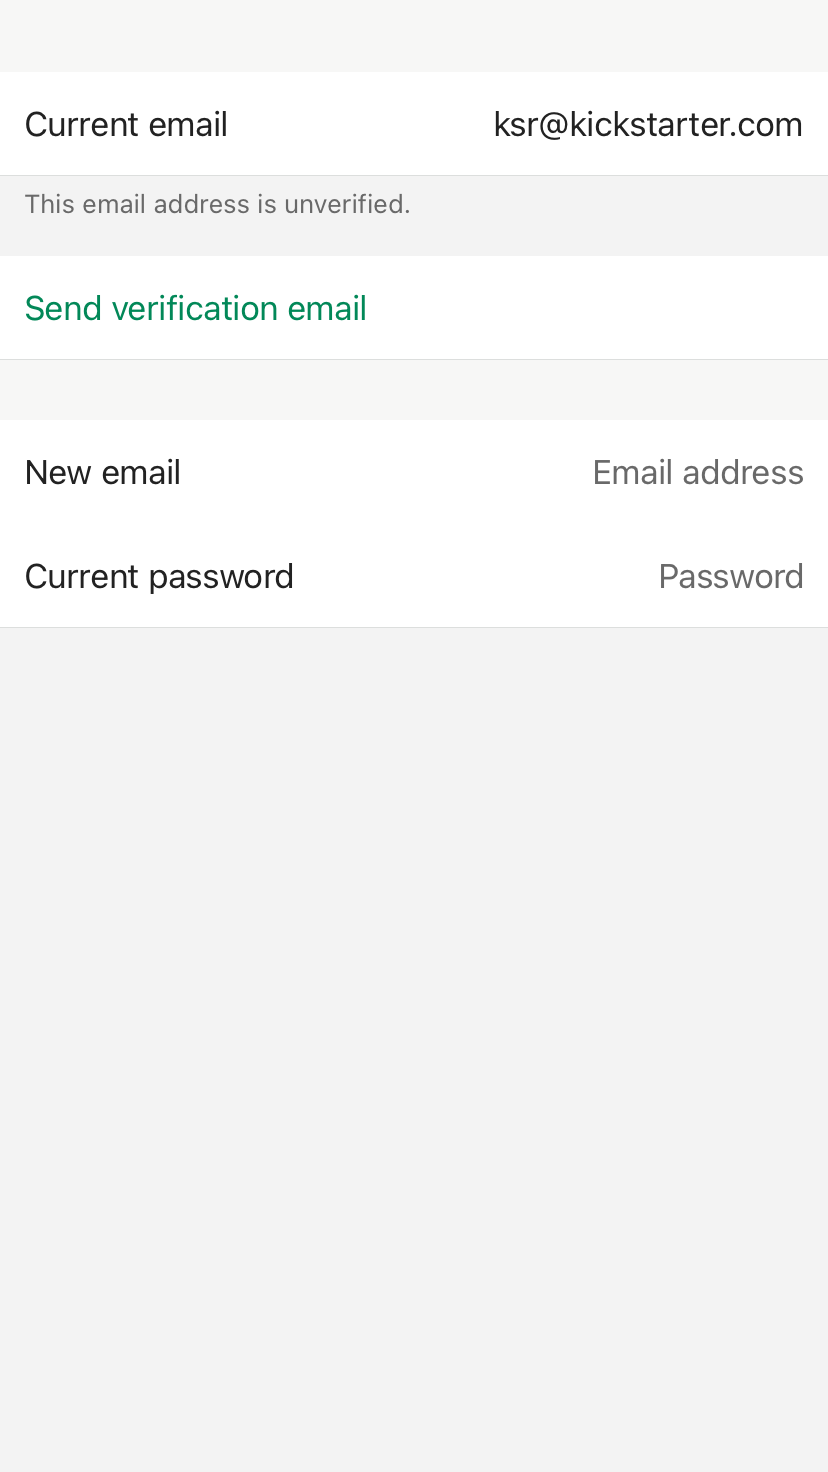 Current email ksr@kickstarter.com
This email address is unverified.
Send verification email
New email Email address
Current password Password